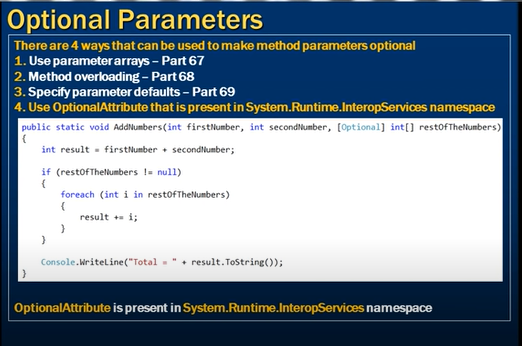 Optional Parameters
There are 4 ways that can be used to make method parameters optional
1. Use parameter arrays – Part 67
2. Method overloading – Part 68
3. Specify parameter defaults – Part 69
4. Use OptionalAttribute that is present in System.Runtime.InteropServices namespace
public static void AddNumbers(int firstNumber, int secondNumber, [Optional] int[] restOfTheNumbers)
{
int result = firstNumber + secondNumber;
if (restOfTheNumbers != null)
{
foreach (int i in restOfTheNumbers)
{
result += i;
}
}
Console.WriteLine("Total = " + result.ToString());
}
OptionalAttribute is present in System.Runtime.InteropServices namespace